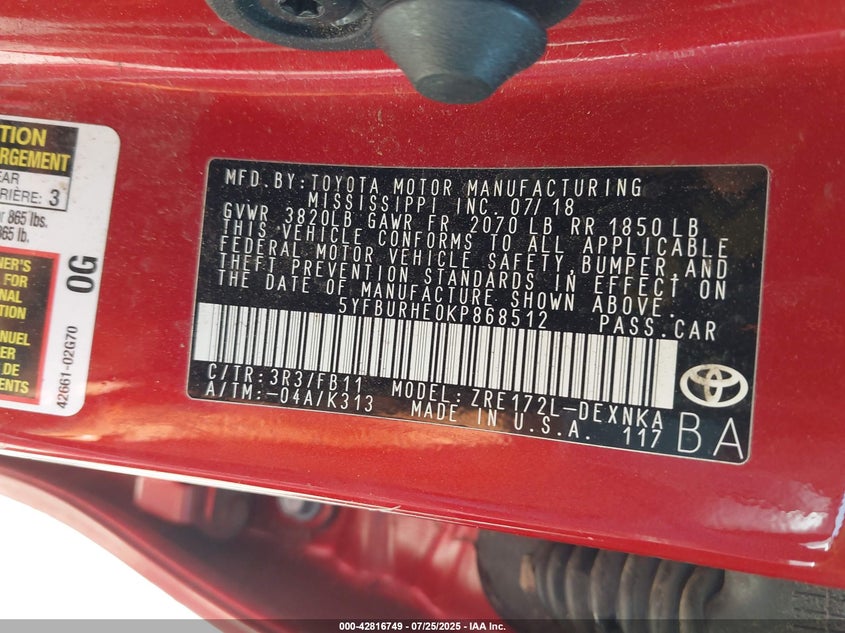 TION
RGEMENT
EAR
RIÈRE: 3
r 865 lbs.
865 lb.
NER'S
FOR
NAL
TION
ANUEL
ER
DE
TS.
42661-02G70 0G
MFD.BY:TOYOTA MOTOR MANUFACTURING
MISSISSIPPI INC.07/18
GVWR 3820LB GAWR FR 2070 LB RR 1850 LB
THIS VEHICLE CONFORMS TO ALL APPLICABLE
FEDERAL MOTOR VEHICLE SAFETY,BUMPER,AND
THEFT PREVENTION STANDARDS IN EFFECT ON
THE DATE OF MANUFACTURE SHOWN ABOVE.
5YFBURHE0KP868512 PASS.CAR
C/TR:3R3/FB11 MODEL:ZRE172L-DEXNKA
A/TM:-04A/K313 MADE IN U.S.A. 117
BA
000-42816749 - 07/25/2025 - IAA Inc.